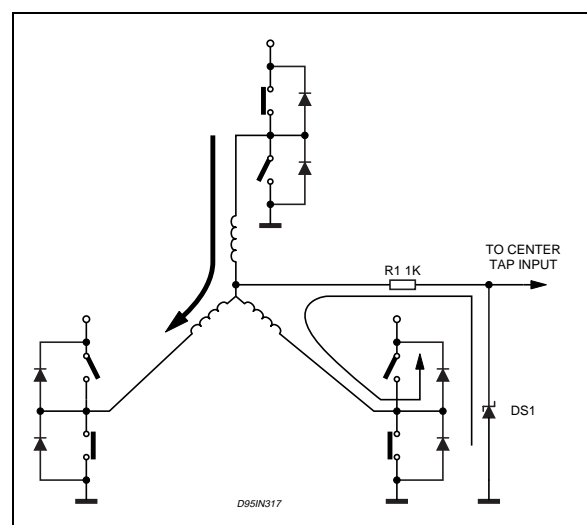 TO CENTER
TAP INPUT
R1 1K
DS1
D95IN317